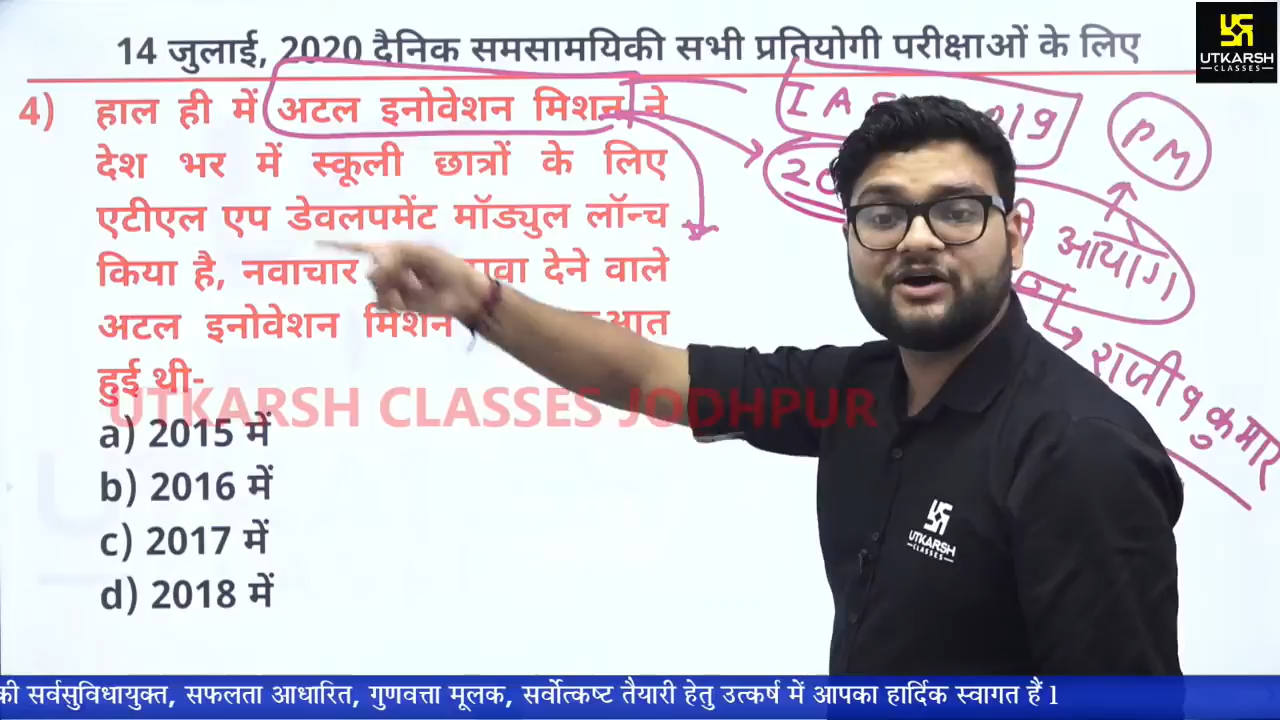 14 जुलाई, 2020 दैनिक समसामयिकी सभी प्रतियोगी परीक्षाओं के लिए
UTKARSH
CLASSES
4) हाल ही में अटल इनोवेशन मिशन ने
देश भर में स्कूली छात्रों के लिए
एटीएल एप डेवलपमेंट मॉड्युल लॉन्च
किया है, नवाचार देने वाले
अटल इनोवेशन मिशन
हुई थी-
a) 2015 में
b) 2016 में
c) 2017 में
d) 2018 में
PM
आयोग
राजीव कुमार
UTKARSH CLASSES JODHPUR
UTKARSH
CLASSES
की सर्वसुविधायुक्त, सफलता आधारित, गुणवत्ता मूलक, सर्वोत्कष्ट तैयारी हेतु उत्कर्ष में आपका हार्दिक स्वागत हैं l